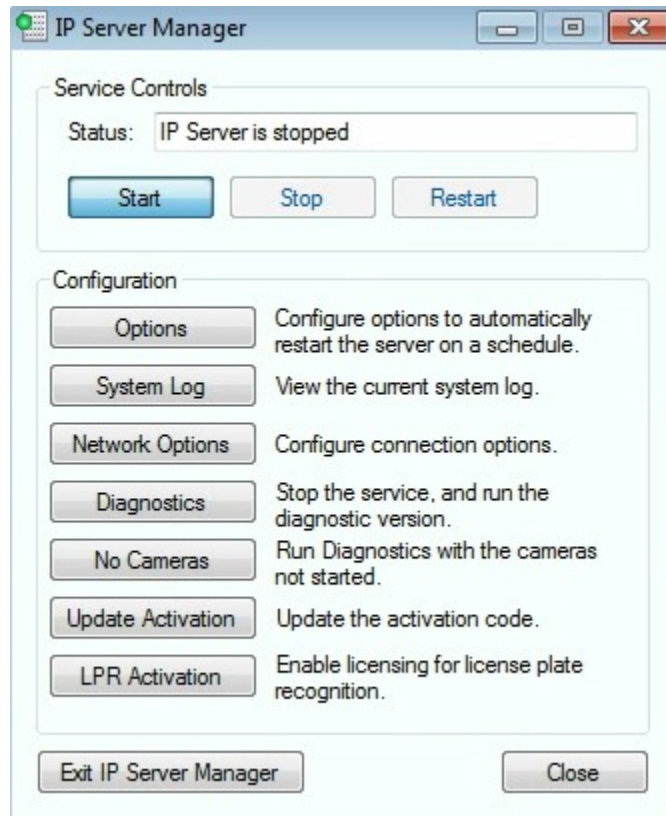 IP Server Manager
Service Controls
Status: IP Server is stopped
Start Stop Restart
Configuration
Options
Configure options to automatically
restart the server on a schedule.
System Log
View the current system log.
Network Options
Configure connection options.
Diagnostics
Stop the service, and run the
diagnostic version.
No Cameras
Run Diagnostics with the cameras
not started.
Update Activation
Update the activation code.
LPR Activation
Enable licensing for license plate
recognition.
Exit IP Server Manager
Close